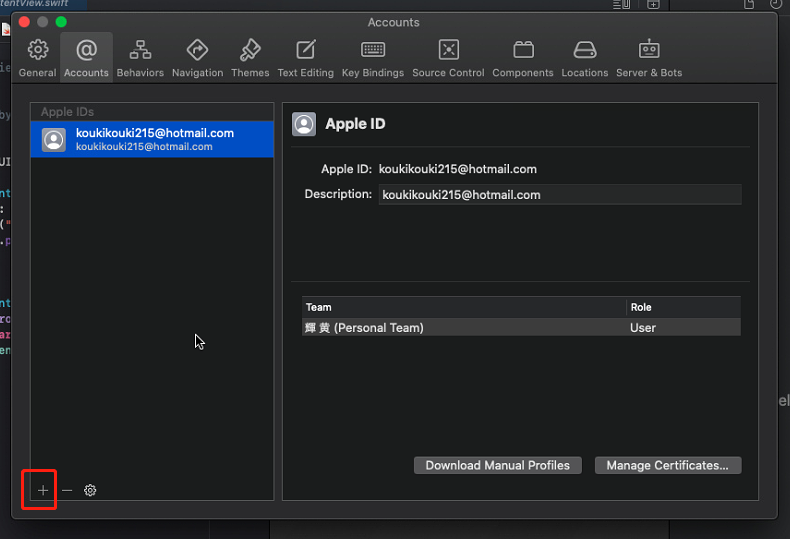 ntentView.swift
Accounts
General
Accounts
Behaviors
Navigation
Themes
Text Editing
Key Bindings
Source Control
Components
Locations
Server & Bots
Apple IDs
koukikouki215@hotmail.com
koukikouki215@hotmail.com
Apple ID
Apple ID: koukikouki215@hotmail.com
Description: koukikouki215@hotmail.com
Team Role
輝 黄 (Personal Team) User
Download Manual Profiles
Manage Certificates...